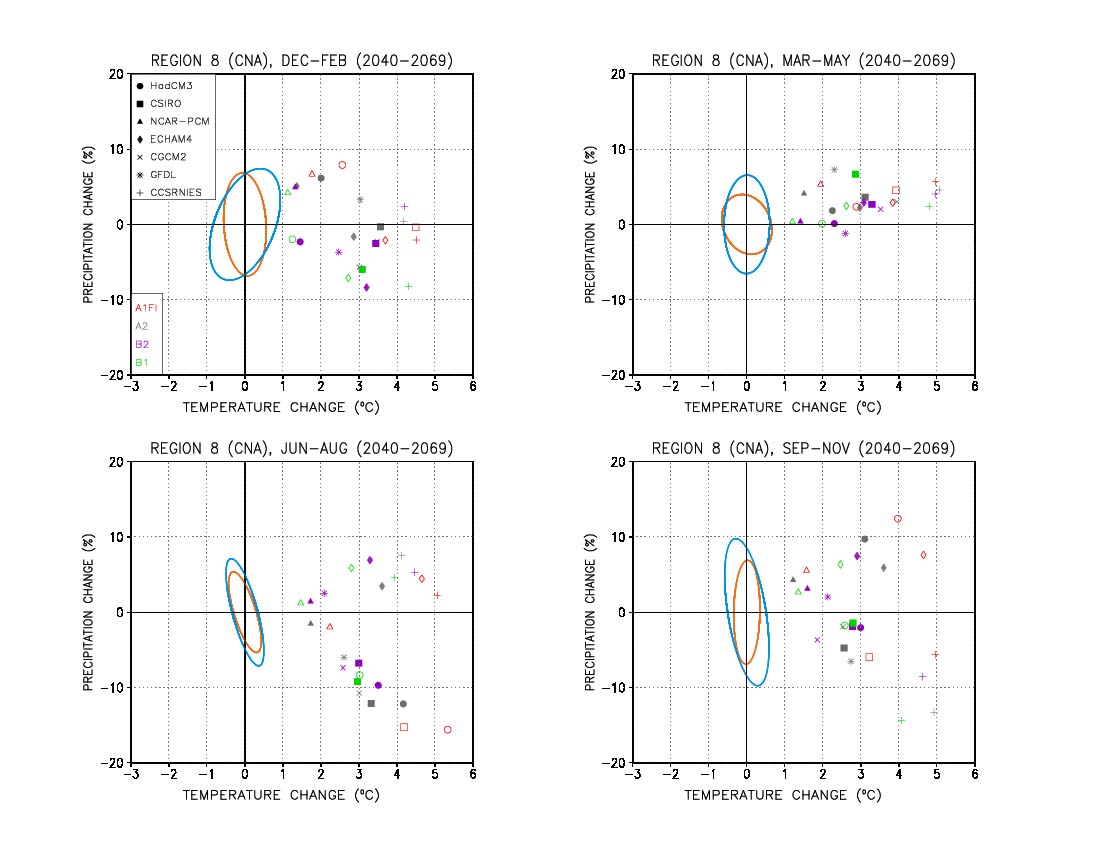 REGION 8 (CNA), DEC-FEB (2040-2069)
PRECIPITATION CHANGE (%)
20
10
0
-10
-20
HadCM3
CSIRO
NCAR-PCM
ECHAM4
CGCM2
GFDL
CCSRNIES
A1FI
A2
B2
B1
-3 -2 -1 0 1 2 3 4 5 6
TEMPERATURE CHANGE (ºC)
REGION 8 (CNA), MAR-MAY (2040-2069)
PRECIPITATION CHANGE (%)
20
10
0
-10
-20
-3 -2 -1 0 1 2 3 4 5 6
TEMPERATURE CHANGE (ºC)
REGION 8 (CNA), JUN-AUG (2040-2069)
PRECIPITATION CHANGE (%)
20
10
0
-10
-20
-3 -2 -1 0 1 2 3 4 5 6
TEMPERATURE CHANGE (ºC)
REGION 8 (CNA), SEP-NOV (2040-2069)
PRECIPITATION CHANGE (%)
20
10
0
-10
-20
-3 -2 -1 0 1 2 3 4 5 6
TEMPERATURE CHANGE (ºC)